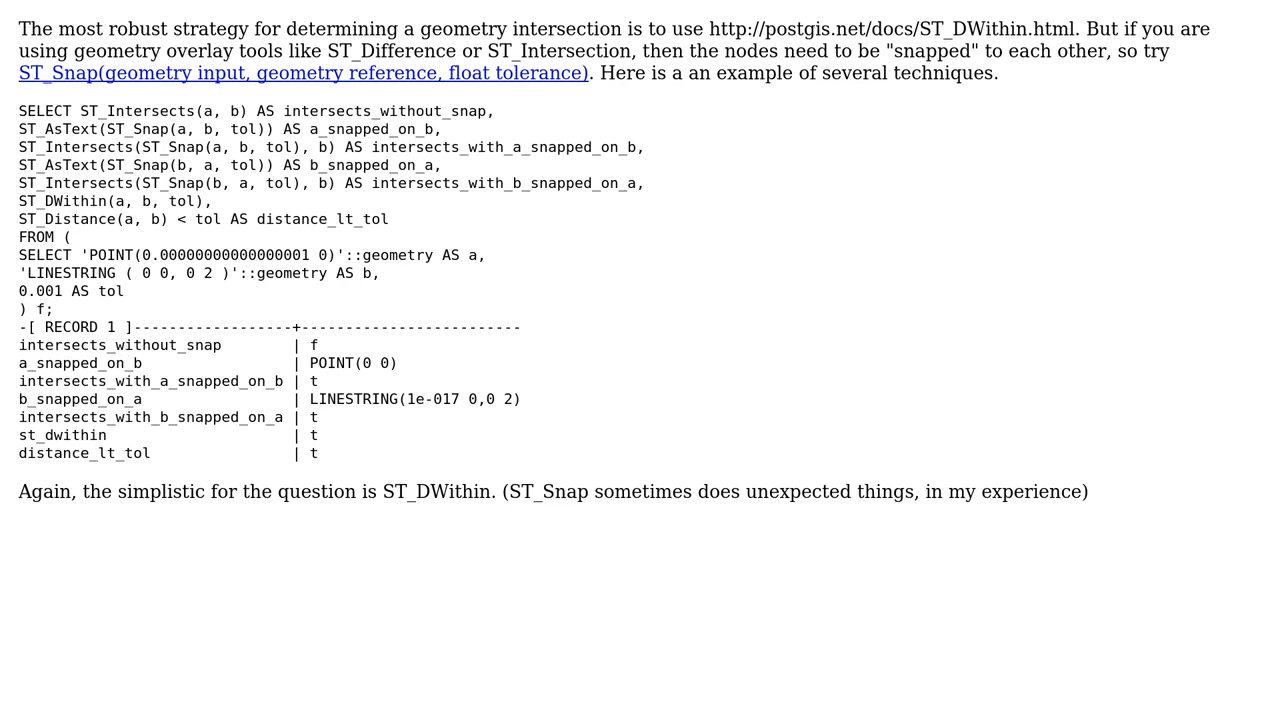 The most robust strategy for determining a geometry intersection is to use http://postgis.net/docs/ST_DWithin.html. But if you are
using geometry overlay tools like ST_Difference or ST_Intersection, then the nodes need to be "snapped" to each other, so try
ST_Snap(geometry input, geometry reference, float tolerance). Here is a an example of several techniques.
SELECT ST_Intersects(a, b) AS intersects_without_snap,
ST_AsText(ST_Snap(a, b, tol)) AS a_snapped_on_b,
ST_Intersects(ST_Snap(a, b, tol), b) AS intersects_with_a_snapped_on_b,
ST_AsText(ST_Snap(b, a, tol)) AS b_snapped_on_a,
ST_Intersects(ST_Snap(b, a, tol), b) AS intersects_with_b_snapped_on_a,
ST_DWithin(a, b, tol),
ST_Distance(a, b) < tol AS distance_lt_tol
FROM (
SELECT 'POINT(0.00000000000000001 0)'::geometry AS a,
'LINESTRING ( 0 0, 0 2 )'::geometry AS b,
0.001 AS tol
) f;
-[ RECORD 1 ]------------------+-------------------------
intersects_without_snap        | f
a_snapped_on_b                 | POINT(0 0)
intersects_with_a_snapped_on_b | t
b_snapped_on_a                 | LINESTRING(1e-017 0,0 2)
intersects_with_b_snapped_on_a | t
st_dwithin                     | t
distance_lt_tol                | t
Again, the simplistic for the question is ST_DWithin. (ST_Snap sometimes does unexpected things, in my experience)